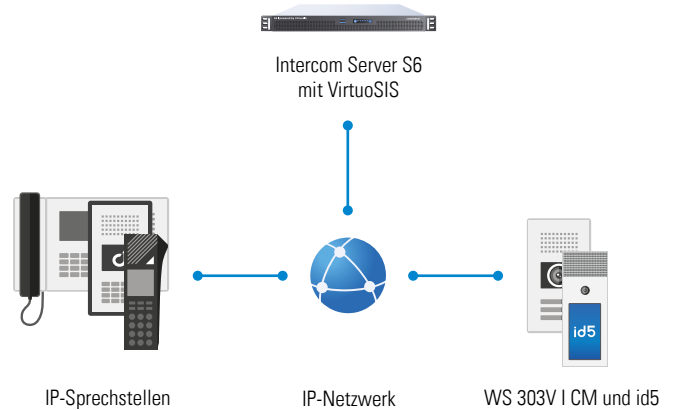 Intercom Server S6
mit VirtuoSIS
id5
IP-Sprechstellen
IP-Netzwerk
WS 303V I CM und id5